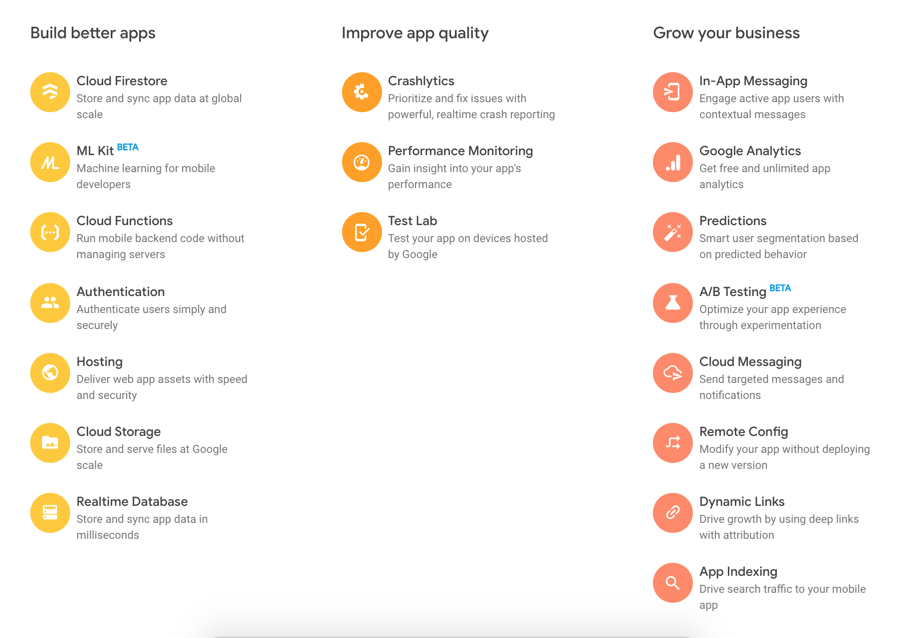 Build better apps
Cloud Firestore
Store and sync app data at global
scale
ML Kit BETA
Machine learning for mobile
developers
Cloud Functions
Run mobile backend code without
managing servers
Authentication
Authenticate users simply and
securely
Hosting
Deliver web app assets with speed
and security
Cloud Storage
Store and serve files at Google
scale
Realtime Database
Store and sync app data in
milliseconds
Improve app quality
Crashlytics
Prioritize and fix issues with
powerful, realtime crash reporting
Performance Monitoring
Gain insight into your app's
performance
Test Lab
Test your app on devices hosted
by Google
Grow your business
In-App Messaging
Engage active app users with
contextual messages
Google Analytics
Get free and unlimited app
analytics
Predictions
Smart user segmentation based
on predicted behavior
A/B Testing BETA
Optimize your app experience
through experimentation
Cloud Messaging
Send targeted messages and
notifications
Remote Config
Modify your app without deploying
a new version
Dynamic Links
Drive growth by using deep links
with attribution
App Indexing
Drive search traffic to your mobile
app